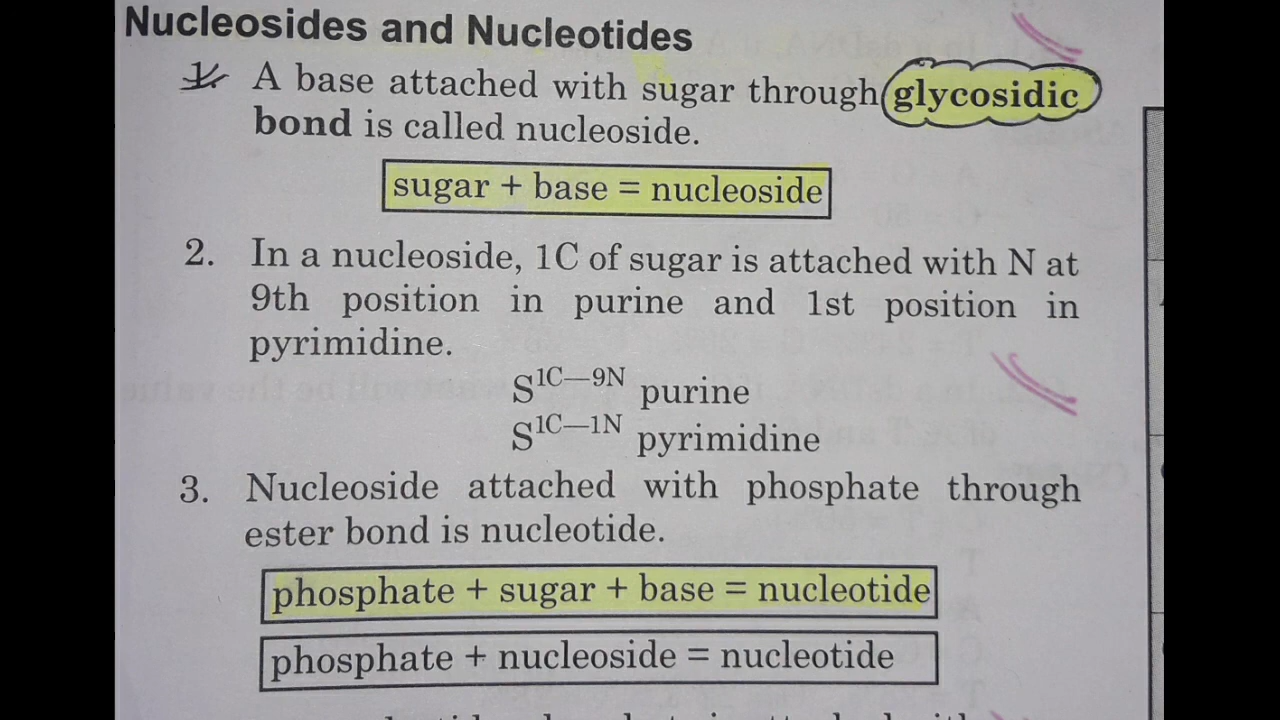 Nucleosides and Nucleotides
1. A base attached with sugar through glycosidic
bond is called nucleoside.
sugar + base = nucleoside
2. In a nucleoside, 1C of sugar is attached with N at
9th position in purine and 1st position in
pyrimidine.
S^1C—9N purine
S^1C—1N pyrimidine
3. Nucleoside attached with phosphate through
ester bond is nucleotide.
phosphate + sugar + base = nucleotide
phosphate + nucleoside = nucleotide